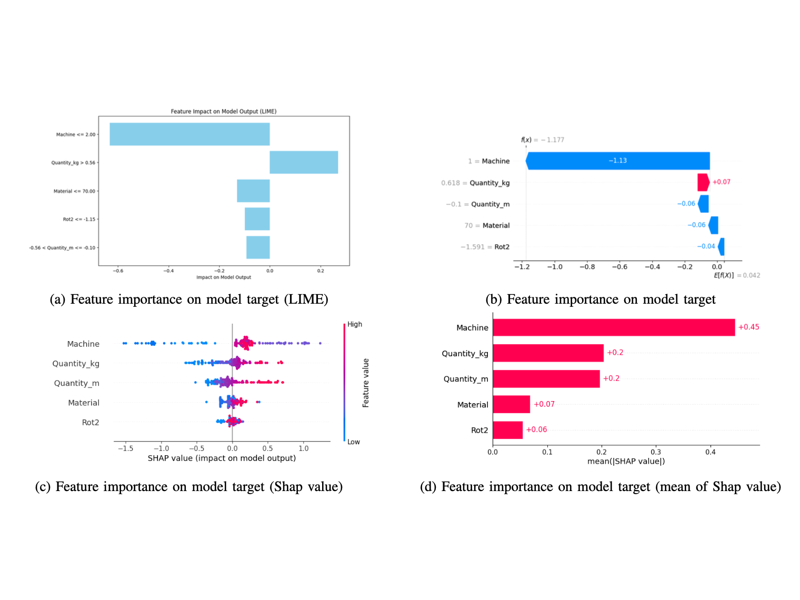 Feature Impact on Model Output (LIME)
Machine <= 2.00
Quantity_kg > 0.56
Material <= 70.00
Rot2 <= -1.15
-0.56 < Quantity_m <= -0.10
−0.6 −0.4 −0.2 0.0 0.2
Impact on Model Output
(a) Feature importance on model target (LIME)
f(x) = −1.177
1 = Machine −1.13
0.618 = Quantity_kg +0.07
−0.1 = Quantity_m −0.06
70 = Material −0.06
−1.591 = Rot2 −0.04
−1.2 −1.0 −0.8 −0.6 −0.4 −0.2 0.0
E[f(X)] = 0.042
(b) Feature importance on model target
High
Machine
Quantity_kg
Quantity_m
Material
Rot2
Feature value
Low
−1.5 −1.0 −0.5 0.0 0.5 1.0
SHAP value (impact on model output)
(c) Feature importance on model target (Shap value)
Machine +0.45
Quantity_kg +0.2
Quantity_m +0.2
Material +0.07
Rot2 +0.06
0.0 0.1 0.2 0.3 0.4
mean(|SHAP value|)
(d) Feature importance on model target (mean of Shap value)